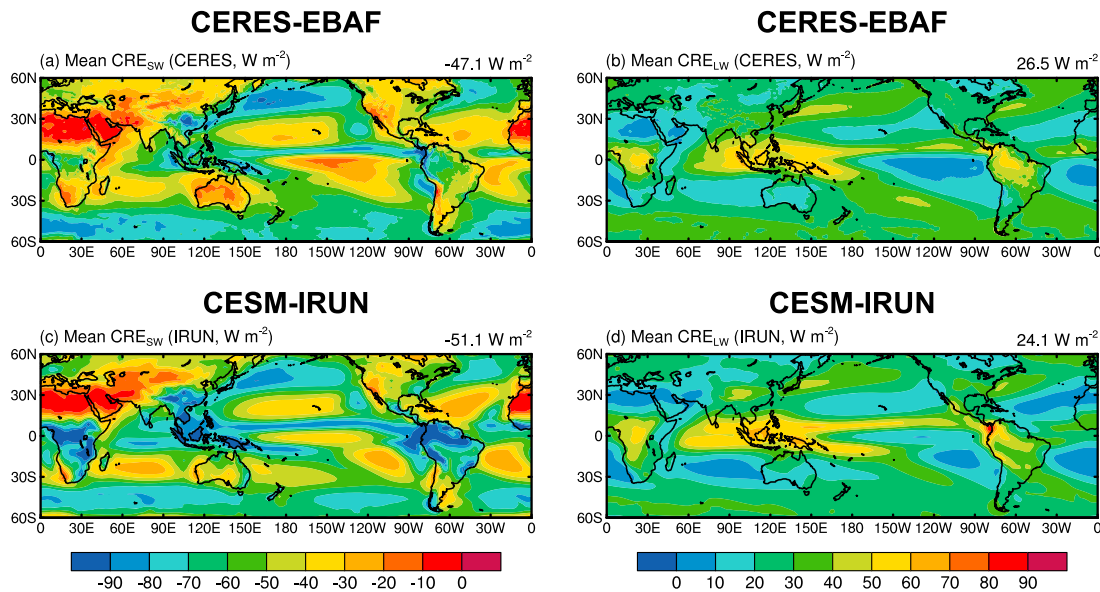 CERES-EBAF
CERES-EBAF
(a) Mean CRE_SW (CERES, W m⁻²) -47.1 W m⁻²
(b) Mean CRE_LW (CERES, W m⁻²) 26.5 W m⁻²
60N
30N
0
30S
60S
0 30E 60E 90E 120E 150E 180 150W 120W 90W 60W 30W 0
60N
30N
0
30S
60S
0 30E 60E 90E 120E 150E 180 150W 120W 90W 60W 30W 0
CESM-IRUN
CESM-IRUN
(c) Mean CRE_SW (IRUN, W m⁻²) -51.1 W m⁻²
(d) Mean CRE_LW (IRUN, W m⁻²) 24.1 W m⁻²
60N
30N
0
30S
60S
0 30E 60E 90E 120E 150E 180 150W 120W 90W 60W 30W 0
60N
30N
0
30S
60S
0 30E 60E 90E 120E 150E 180 150W 120W 90W 60W 30W 0
-90 -80 -70 -60 -50 -40 -30 -20 -10 0
0 10 20 30 40 50 60 70 80 90